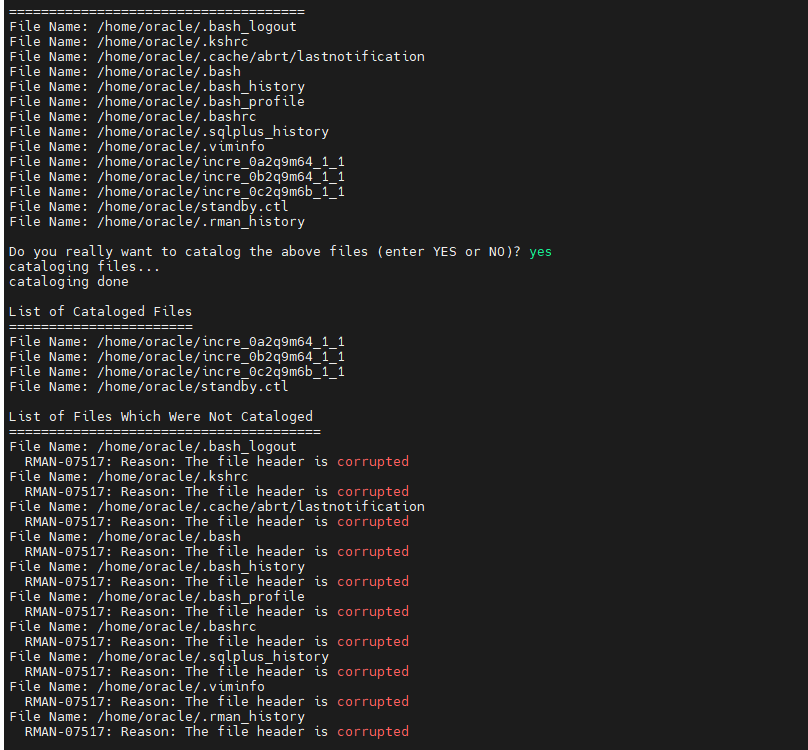 =====================================
File Name: /home/oracle/.bash_logout
File Name: /home/oracle/.kshrc
File Name: /home/oracle/.cache/abrt/lastnotification
File Name: /home/oracle/.bash
File Name: /home/oracle/.bash_history
File Name: /home/oracle/.bash_profile
File Name: /home/oracle/.bashrc
File Name: /home/oracle/.sqlplus_history
File Name: /home/oracle/.viminfo
File Name: /home/oracle/incre_0a2q9m64_1_1
File Name: /home/oracle/incre_0b2q9m64_1_1
File Name: /home/oracle/incre_0c2q9m6b_1_1
File Name: /home/oracle/standby.ctl
File Name: /home/oracle/.rman_history

Do you really want to catalog the above files (enter YES or NO)? yes
cataloging files...
cataloging done

List of Cataloged Files
=======================
File Name: /home/oracle/incre_0a2q9m64_1_1
File Name: /home/oracle/incre_0b2q9m64_1_1
File Name: /home/oracle/incre_0c2q9m6b_1_1
File Name: /home/oracle/standby.ctl

List of Files Which Were Not Cataloged
=======================================
File Name: /home/oracle/.bash_logout
  RMAN-07517: Reason: The file header is corrupted
File Name: /home/oracle/.kshrc
  RMAN-07517: Reason: The file header is corrupted
File Name: /home/oracle/.cache/abrt/lastnotification
  RMAN-07517: Reason: The file header is corrupted
File Name: /home/oracle/.bash
  RMAN-07517: Reason: The file header is corrupted
File Name: /home/oracle/.bash_history
  RMAN-07517: Reason: The file header is corrupted
File Name: /home/oracle/.bash_profile
  RMAN-07517: Reason: The file header is corrupted
File Name: /home/oracle/.bashrc
  RMAN-07517: Reason: The file header is corrupted
File Name: /home/oracle/.sqlplus_history
  RMAN-07517: Reason: The file header is corrupted
File Name: /home/oracle/.viminfo
  RMAN-07517: Reason: The file header is corrupted
File Name: /home/oracle/.rman_history
  RMAN-07517: Reason: The file header is corrupted